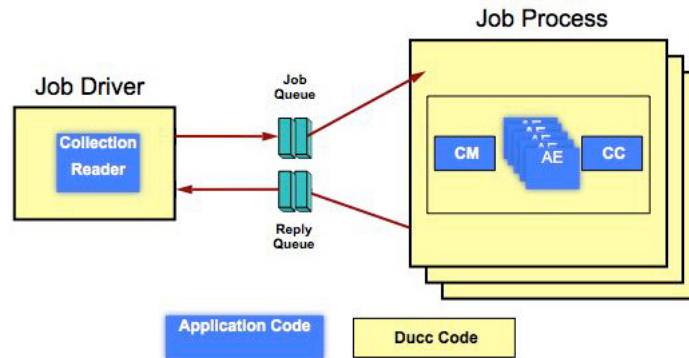 Job Process
Job Driver
Job
Queue
Collection
Reader
CM
AE
CC
Reply
Queue
Application Code
Ducc Code